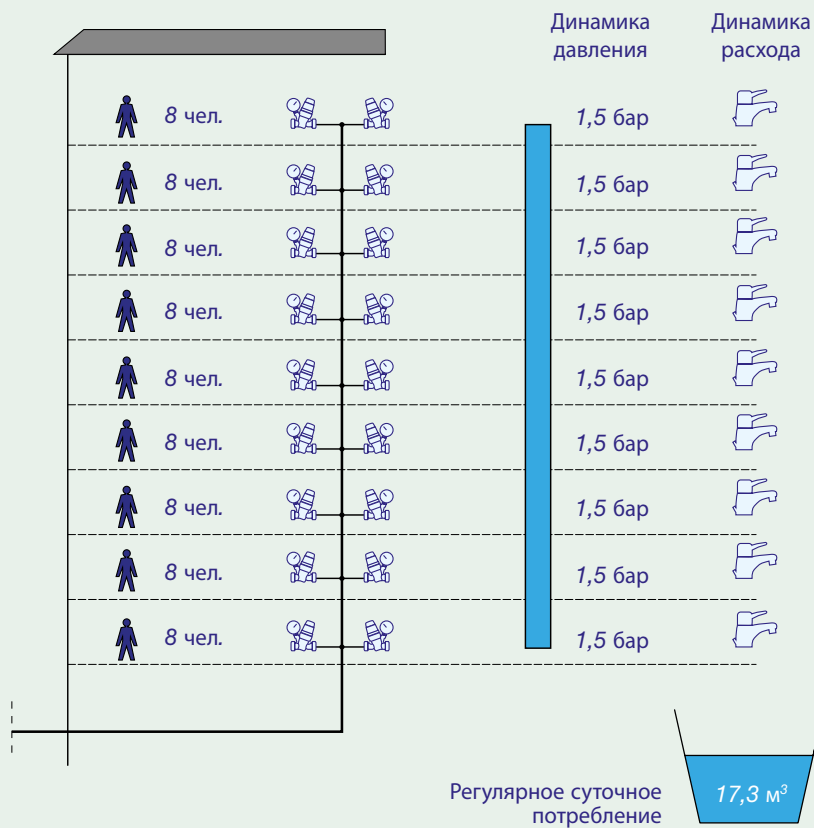 Динамика
давления
Динамика
расхода
8 чел. 1,5 бар
8 чел. 1,5 бар
8 чел. 1,5 бар
8 чел. 1,5 бар
8 чел. 1,5 бар
8 чел. 1,5 бар
8 чел. 1,5 бар
8 чел. 1,5 бар
8 чел. 1,5 бар
Регулярное суточное
потребление
17,3 м³